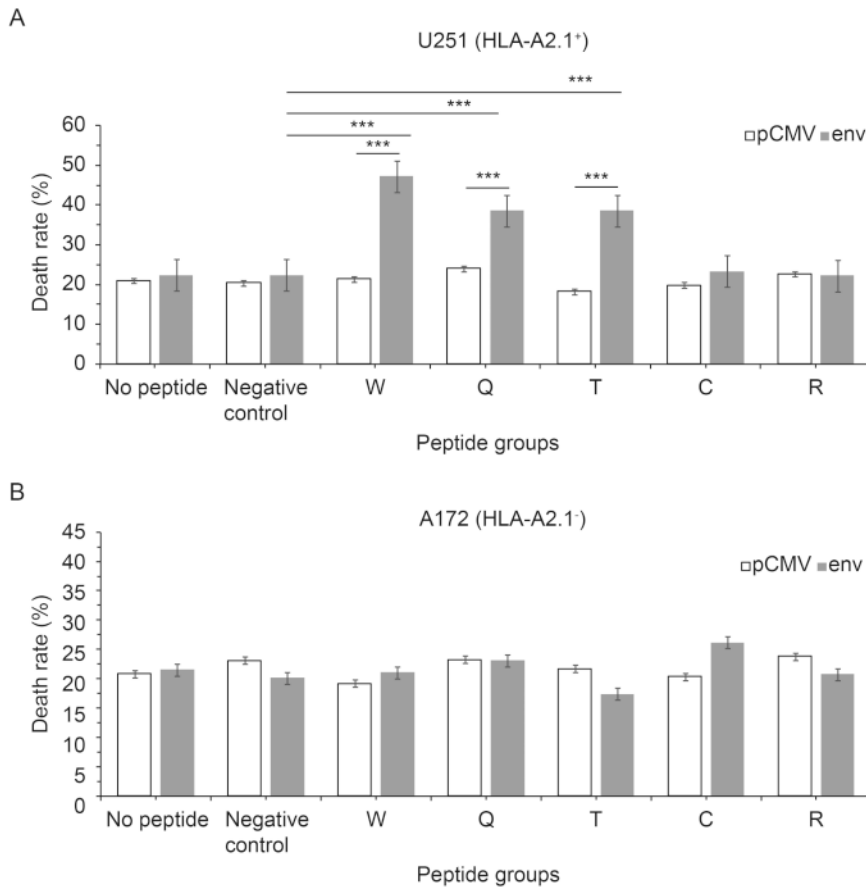 A
U251 (HLA-A2.1⁺)
***
***
***
***
***
***
pCMV env
60
50
40
30
20
10
0
Death rate (%)
No peptide Negative control W Q T C R
Peptide groups
B
A172 (HLA-A2.1⁻)
pCMV env
45
40
35
30
25
20
15
10
5
0
Death rate (%)
No peptide Negative control W Q T C R
Peptide groups